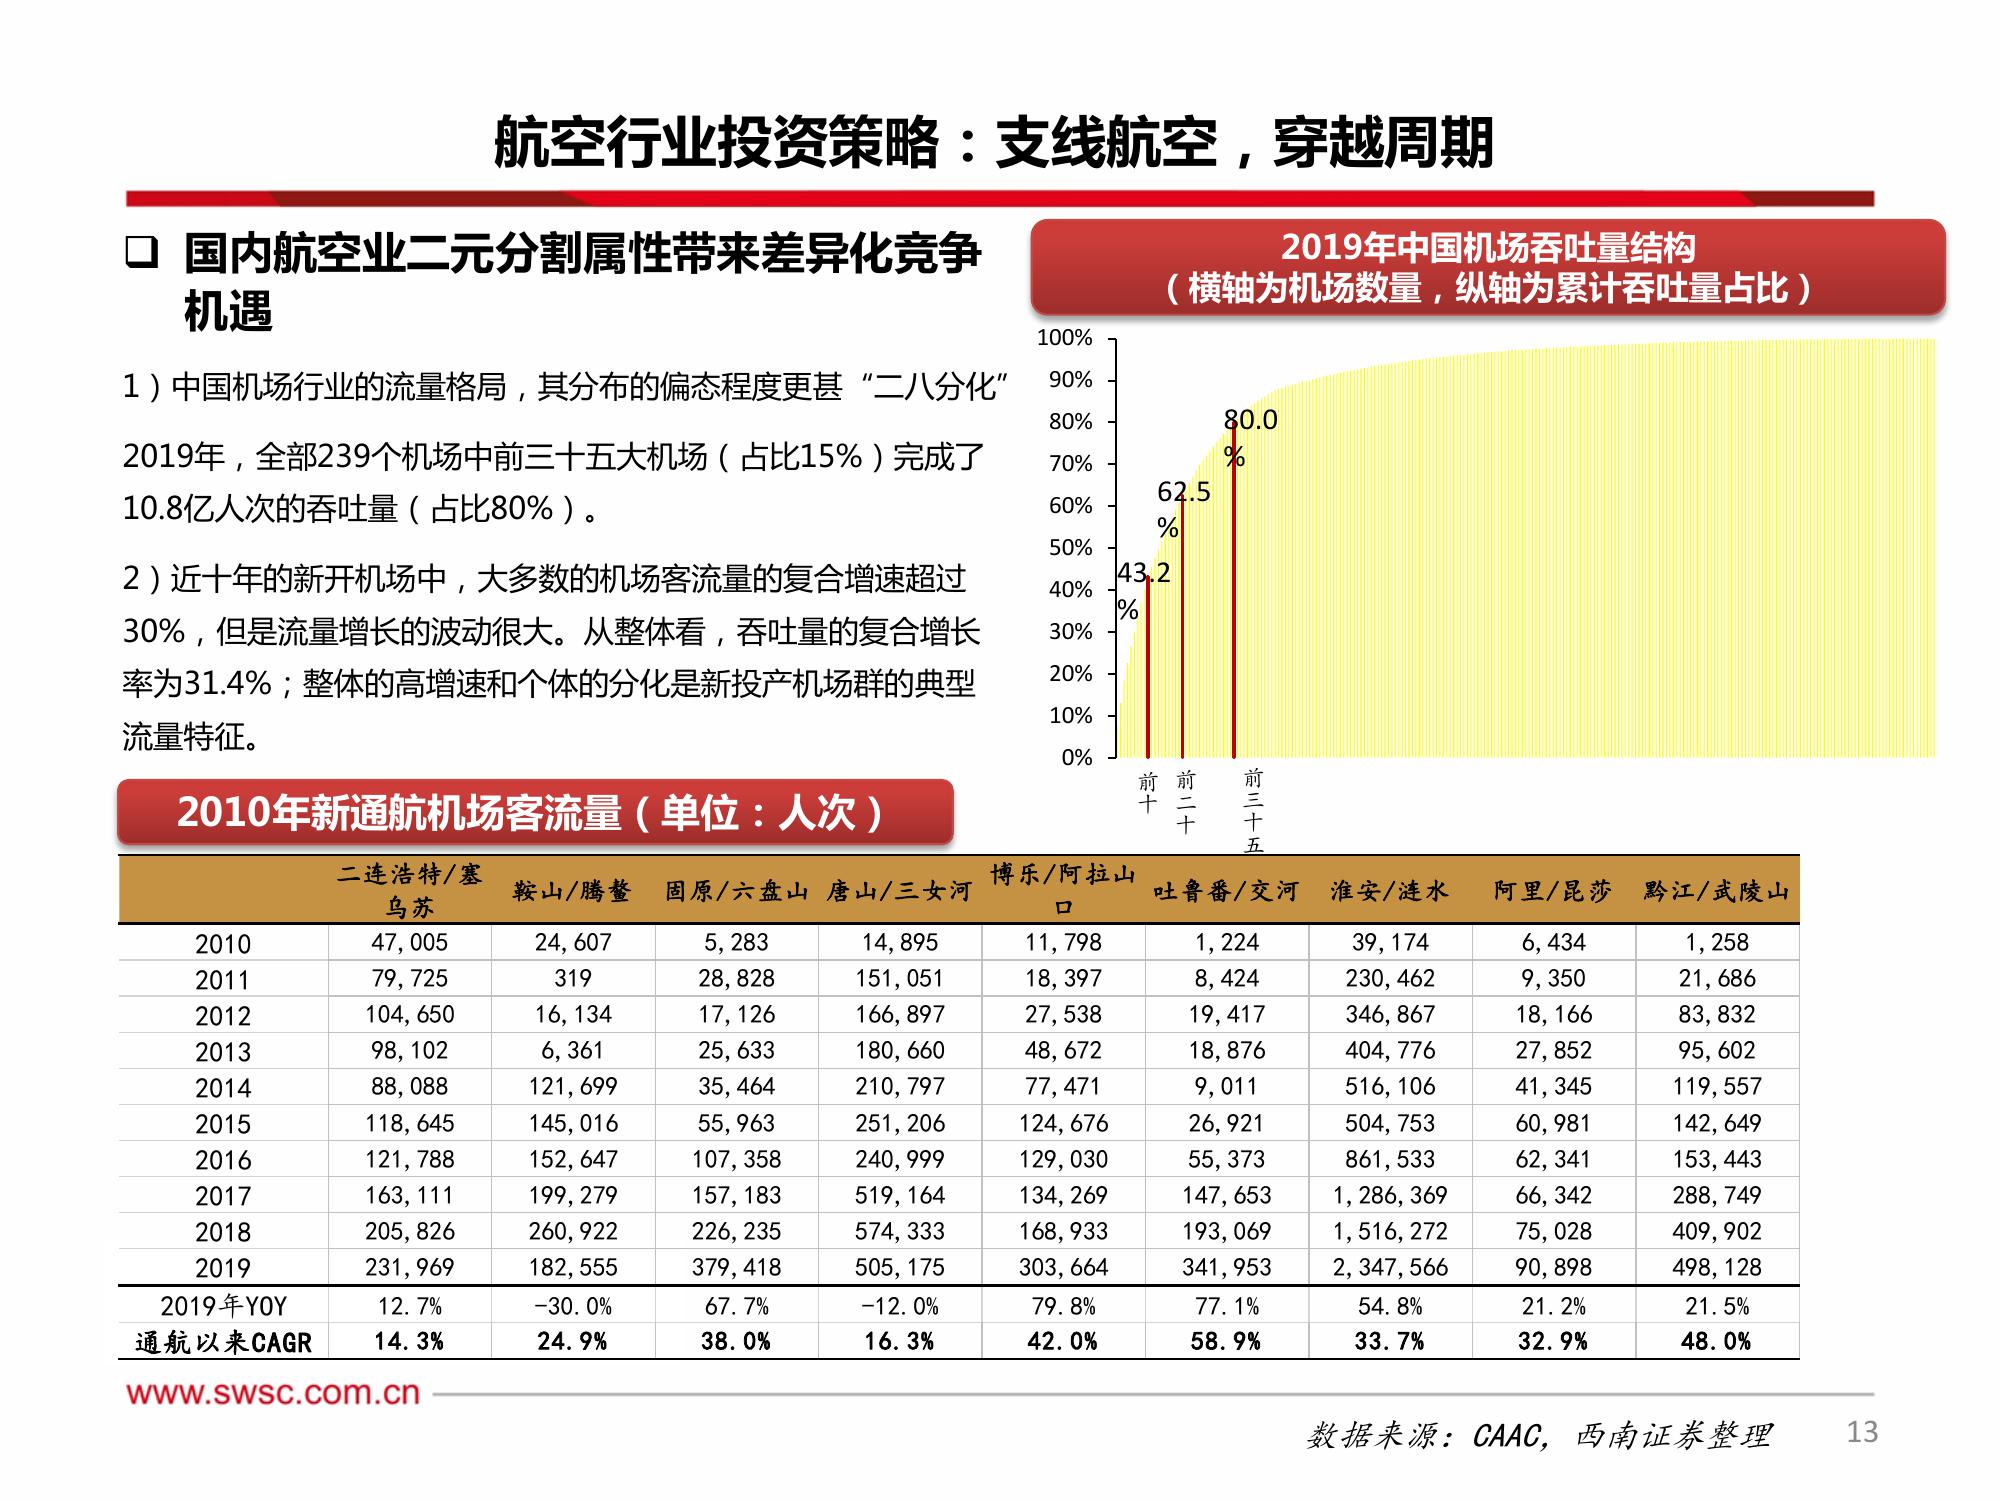 航空行业投资策略：支线航空，穿越周期
❑ 国内航空业二元分割属性带来差异化竞争
机遇
1）中国机场行业的流量格局，其分布的偏态程度更甚“二八分化”
2019年，全部239个机场中前三十五大机场（占比15%）完成了
10.8亿人次的吞吐量（占比80%）。
2）近十年的新开机场中，大多数的机场客流量的复合增速超过
30%，但是流量增长的波动很大。从整体看，吞吐量的复合增长
率为31.4%；整体的高增速和个体的分化是新投产机场群的典型
流量特征。
2019年中国机场吞吐量结构
（横轴为机场数量，纵轴为累计吞吐量占比）
100%
90%
80%
70%
60%
50%
40%
30%
20%
10%
0%
43.2%
62.5%
80.0%
前十
前二十
前三十五
2010年新通航机场客流量（单位：人次）
二连浩特/塞乌苏 鞍山/腾鳌 固原/六盘山 唐山/三女河 博乐/阿拉山口 吐鲁番/交河 淮安/涟水 阿里/昆莎 黔江/武陵山
2010 47,005 24,607 5,283 14,895 11,798 1,224 39,174 6,434 1,258
2011 79,725 319 28,828 151,051 18,397 8,424 230,462 9,350 21,686
2012 104,650 16,134 17,126 166,897 27,538 19,417 346,867 18,166 83,832
2013 98,102 6,361 25,633 180,660 48,672 18,876 404,776 27,852 95,602
2014 88,088 121,699 35,464 210,797 77,471 9,011 516,106 41,345 119,557
2015 118,645 145,016 55,963 251,206 124,676 26,921 504,753 60,981 142,649
2016 121,788 152,647 107,358 240,999 129,030 55,373 861,533 62,341 153,443
2017 163,111 199,279 157,183 519,164 134,269 147,653 1,286,369 66,342 288,749
2018 205,826 260,922 226,235 574,333 168,933 193,069 1,516,272 75,028 409,902
2019 231,969 182,555 379,418 505,175 303,664 341,953 2,347,566 90,898 498,128
2019年YOY 12.7% -30.0% 67.7% -12.0% 79.8% 77.1% 54.8% 21.2% 21.5%
通航以来CAGR 14.3% 24.9% 38.0% 16.3% 42.0% 58.9% 33.7% 32.9% 48.0%
www.swsc.com.cn
数据来源：CAAC，西南证券整理
13